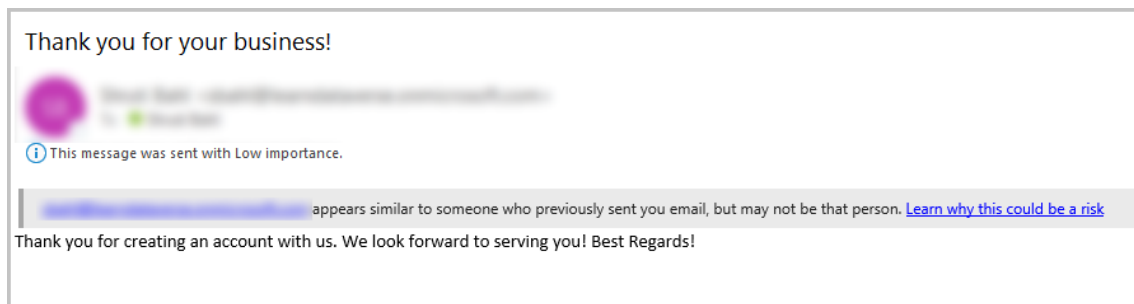 Thank you for your business!
This message was sent with Low importance.
appears similar to someone who previously sent you email, but may not be that person. Learn why this could be a risk
Thank you for creating an account with us. We look forward to serving you! Best Regards!